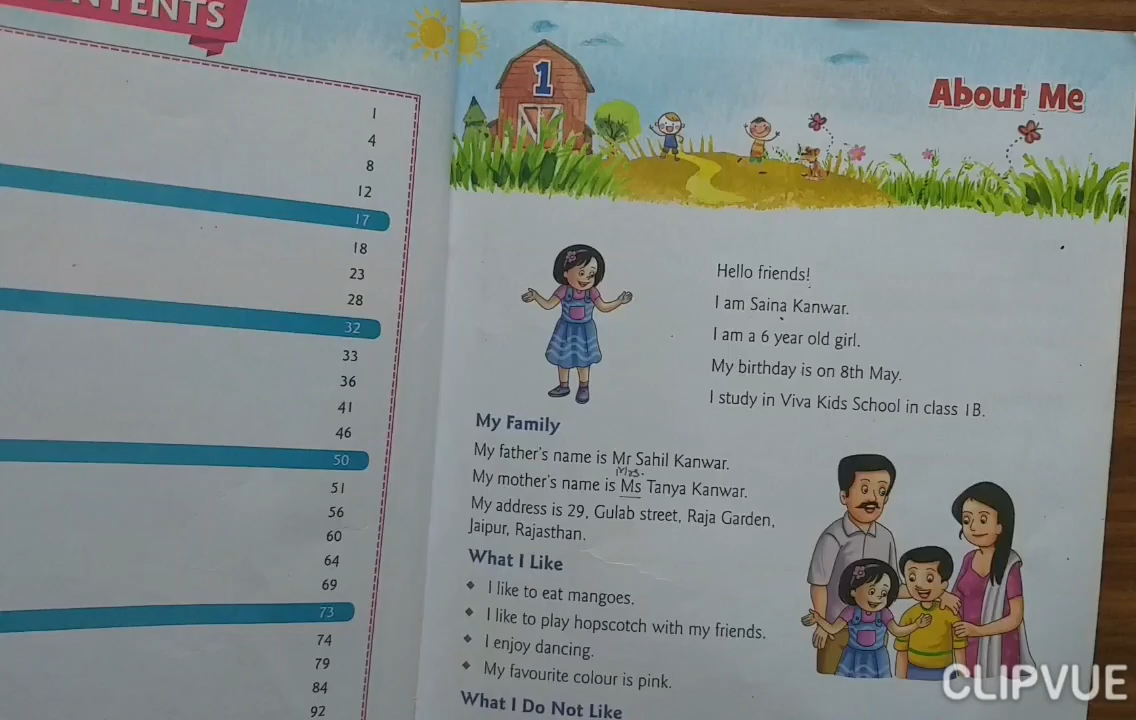 CONTENTS
1
4
8
12
17
18
23
28
32
33
36
41
46
50
51
56
60
64
69
73
74
79
84
92
1
About Me
Hello friends!
I am Saina Kanwar.
I am a 6 year old girl.
My birthday is on 8th May.
I study in Viva Kids School in class 1B.
My Family
My father's name is Mr Sahil Kanwar.
Mrs.
My mother's name is Ms Tanya Kanwar.
My address is 29, Gulab street, Raja Garden,
Jaipur, Rajasthan.
What I Like
❖ I like to eat mangoes.
❖ I like to play hopscotch with my friends.
❖ I enjoy dancing.
❖ My favourite colour is pink.
What I Do Not Like
CLIPVUE